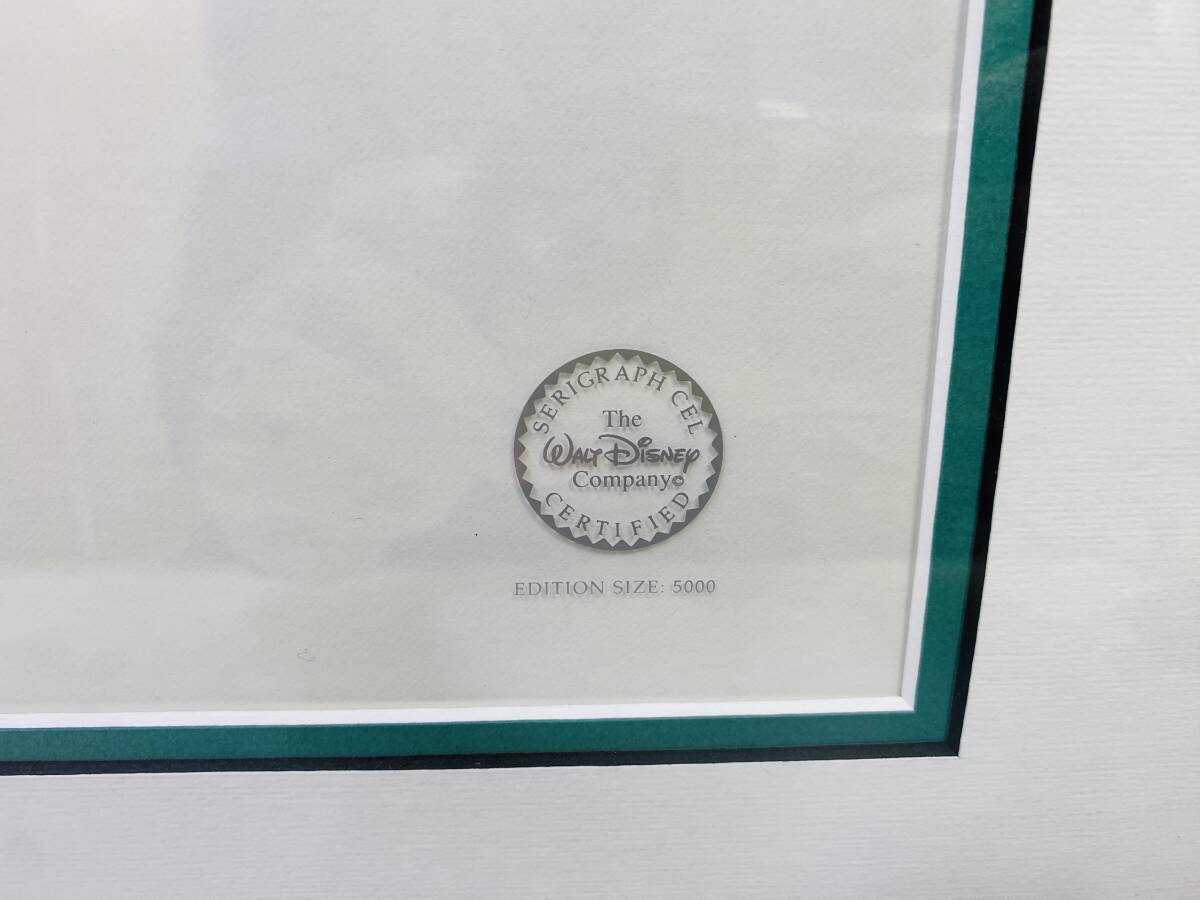 SERIGRAPH CEL
The
WALT DISNEY
Company©
CERTIFIED
EDITION SIZE: 5000